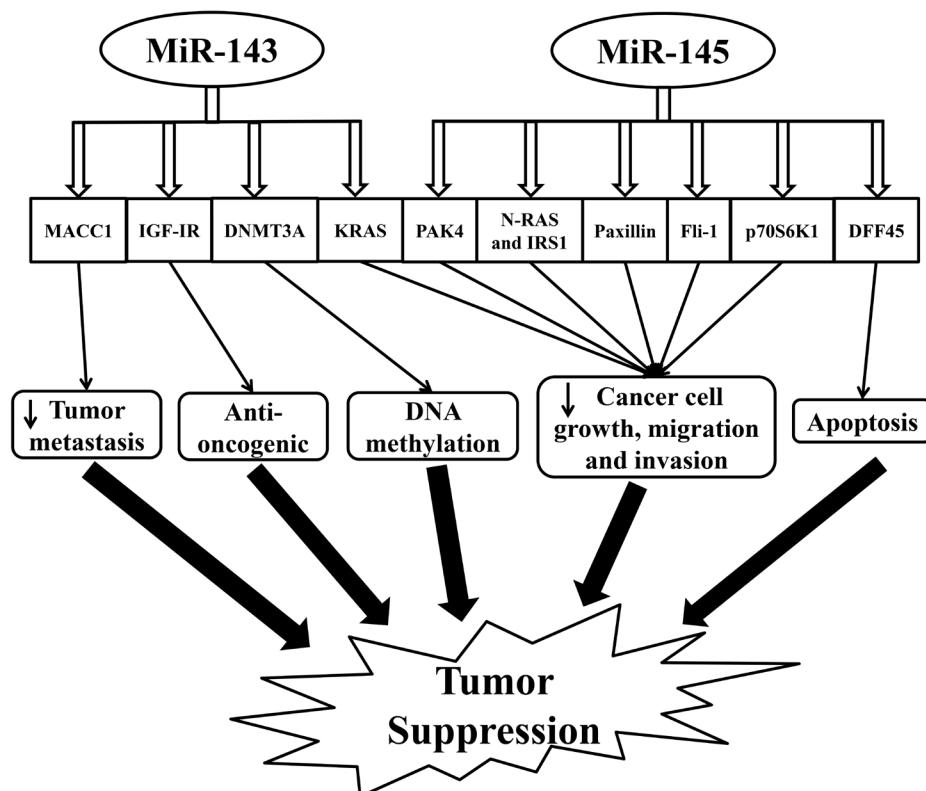 MiR-143
MiR-145
MACC1
IGF-IR
DNMT3A
KRAS
PAK4
N-RAS
and IRS1
Paxillin
Fli-1
p70S6K1
DFF45
↓ Tumor
metastasis
Anti-
oncogenic
DNA
methylation
↓ Cancer cell
growth, migration
and invasion
Apoptosis
Tumor
Suppression